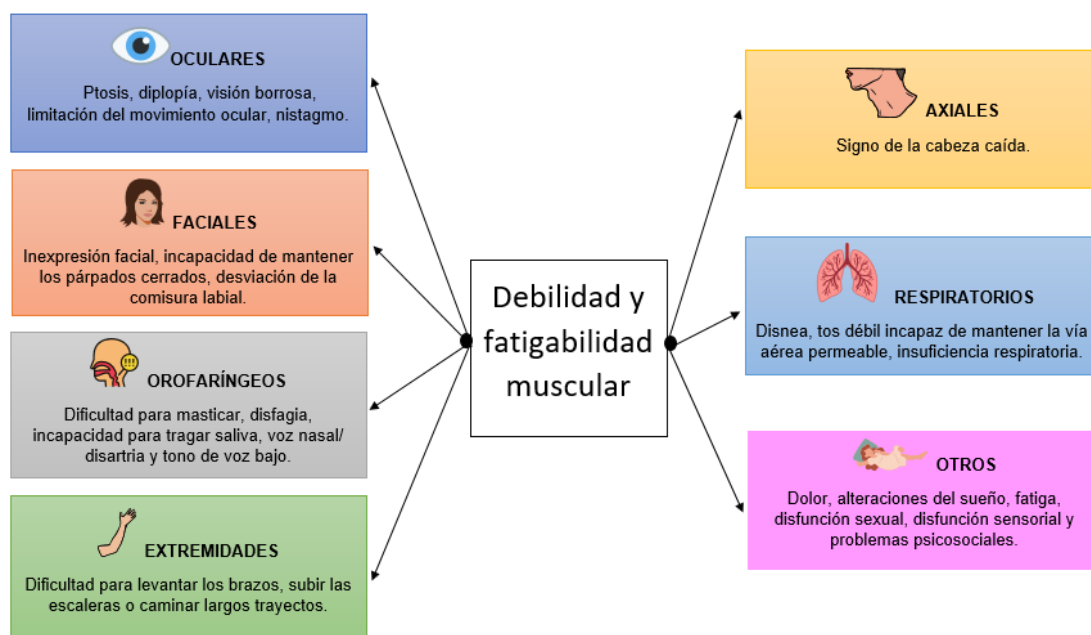 OCULARES
Ptosis, diplopía, visión borrosa,
limitación del movimiento ocular, nistagmo.
FACIALES
Inexpresión facial, incapacidad de mantener
los párpados cerrados, desviación de la
comisura labial.
OROFARÍNGEOS
Dificultad para masticar, disfagia,
incapacidad para tragar saliva, voz nasal/
disartria y tono de voz bajo.
EXTREMIDADES
Dificultad para levantar los brazos, subir las
escaleras o caminar largos trayectos.
Debilidad y
fatigabilidad
muscular
AXIALES
Signo de la cabeza caída.
RESPIRATORIOS
Disnea, tos débil incapaz de mantener la vía
aérea permeable, insuficiencia respiratoria.
OTROS
Dolor, alteraciones del sueño, fatiga,
disfunción sexual, disfunción sensorial y
problemas psicosociales.